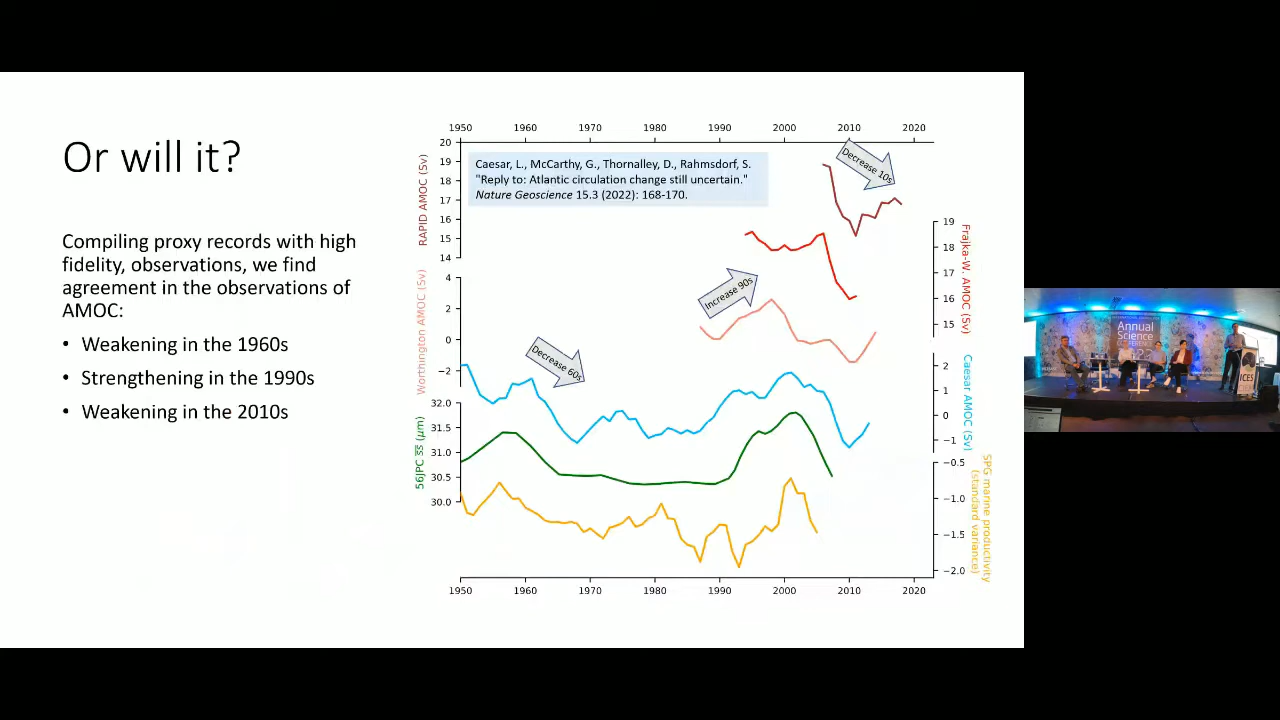 Or will it?
Compiling proxy records with high
fidelity, observations, we find
agreement in the observations of
AMOC:
• Weakening in the 1960s
• Strengthening in the 1990s
• Weakening in the 2010s
1950 1960 1970 1980 1990 2000 2010 2020
Caesar, L., McCarthy, G., Thornalley, D., Rahmsdorf, S.
"Reply to: Atlantic circulation change still uncertain."
Nature Geoscience 15.3 (2022): 168-170.
Decrease 10s
Increase 90s
Decrease 60s
RAPID AMOC (Sv)
20
19
18
17
16
15
14
Worthington AMOC (Sv)
4
2
0
−2
56JPC SS (μm)
32.0
31.5
31.0
30.5
30.0
Frajka-W. AMOC (Sv)
19
18
17
16
15
Caesar AMOC (Sv)
2
1
0
−1
SPG marine productivity
(standard variance)
−0.5
−1.0
−1.5
−2.0
1950 1960 1970 1980 1990 2000 2010 2020
Annual
Science
ICES